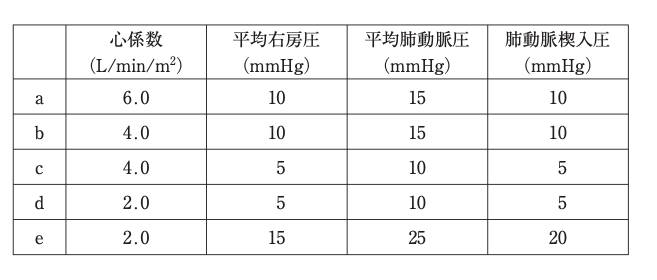 心係数 平均右房圧 平均肺動脈圧 肺動脈楔入圧
(L/min/m²) (mmHg) (mmHg) (mmHg)
a 6.0 10 15 10
b 4.0 10 15 10
c 4.0 5 10 5
d 2.0 5 10 5
e 2.0 15 25 20